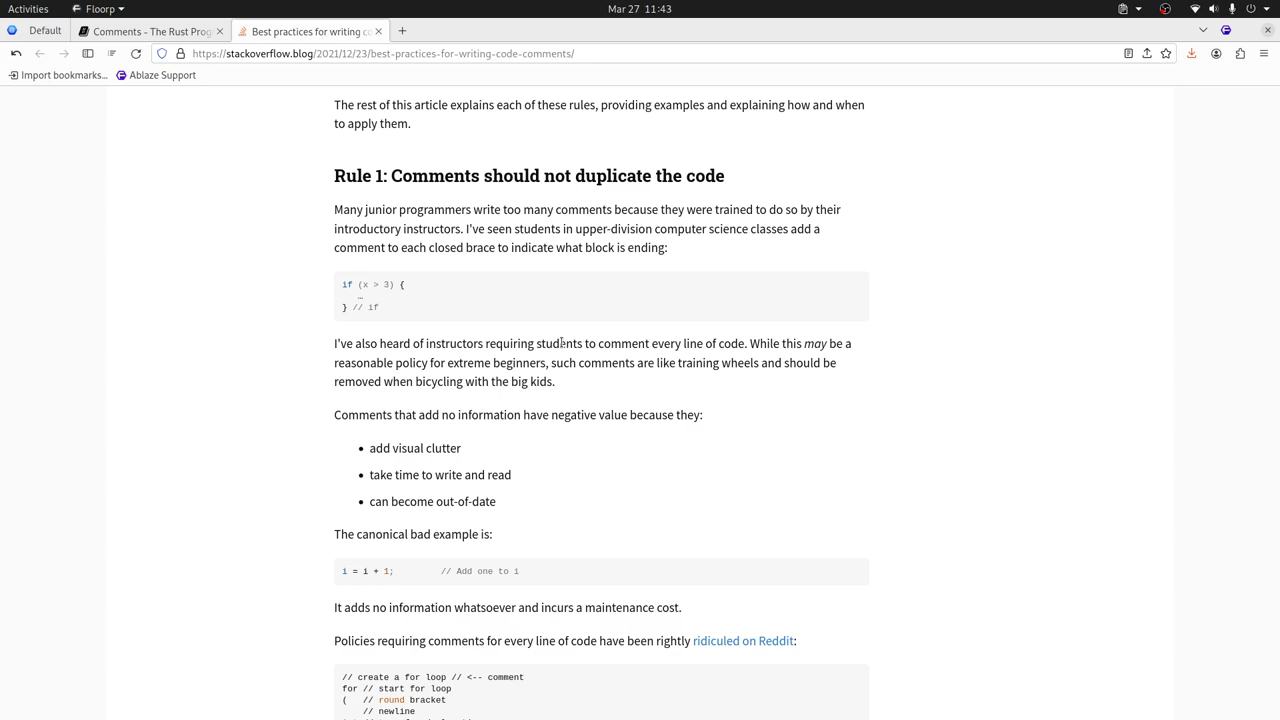 Activities
Floorp
Mar 27 11:43
Default
Comments - The Rust Prog
Best practices for writing co
https://stackoverflow.blog/2021/12/23/best-practices-for-writing-code-comments/
Import bookmarks...
Ablaze Support
The rest of this article explains each of these rules, providing examples and explaining how and when
to apply them.
Rule 1: Comments should not duplicate the code
Many junior programmers write too many comments because they were trained to do so by their
introductory instructors. I've seen students in upper-division computer science classes add a
comment to each closed brace to indicate what block is ending:
if (x > 3) {
…
} // if
I've also heard of instructors requiring students to comment every line of code. While this may be a
reasonable policy for extreme beginners, such comments are like training wheels and should be
removed when bicycling with the big kids.
Comments that add no information have negative value because they:
• add visual clutter
• take time to write and read
• can become out-of-date
The canonical bad example is:
i = i + 1; // Add one to i
It adds no information whatsoever and incurs a maintenance cost.
Policies requiring comments for every line of code have been rightly ridiculed on Reddit:
// create a for loop // <-- comment
for // start for loop
( // round bracket
// newline